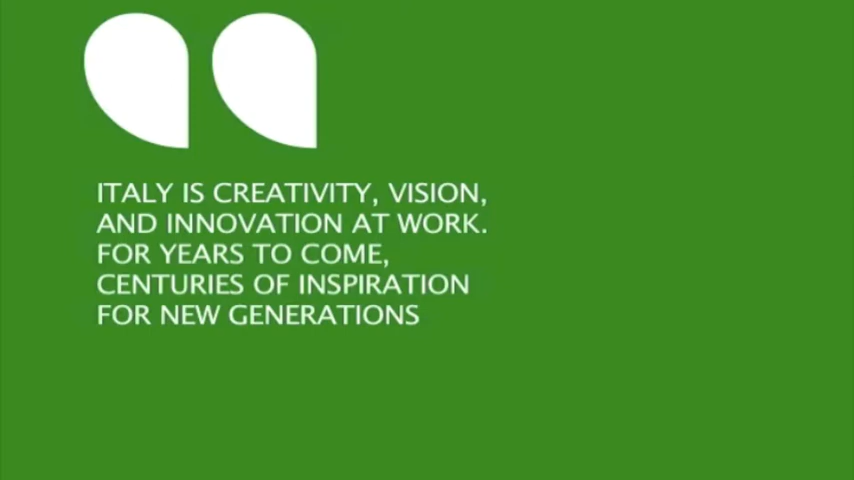 ITALY IS CREATIVITY, VISION,
AND INNOVATION AT WORK.
FOR YEARS TO COME,
CENTURIES OF INSPIRATION
FOR NEW GENERATIONS